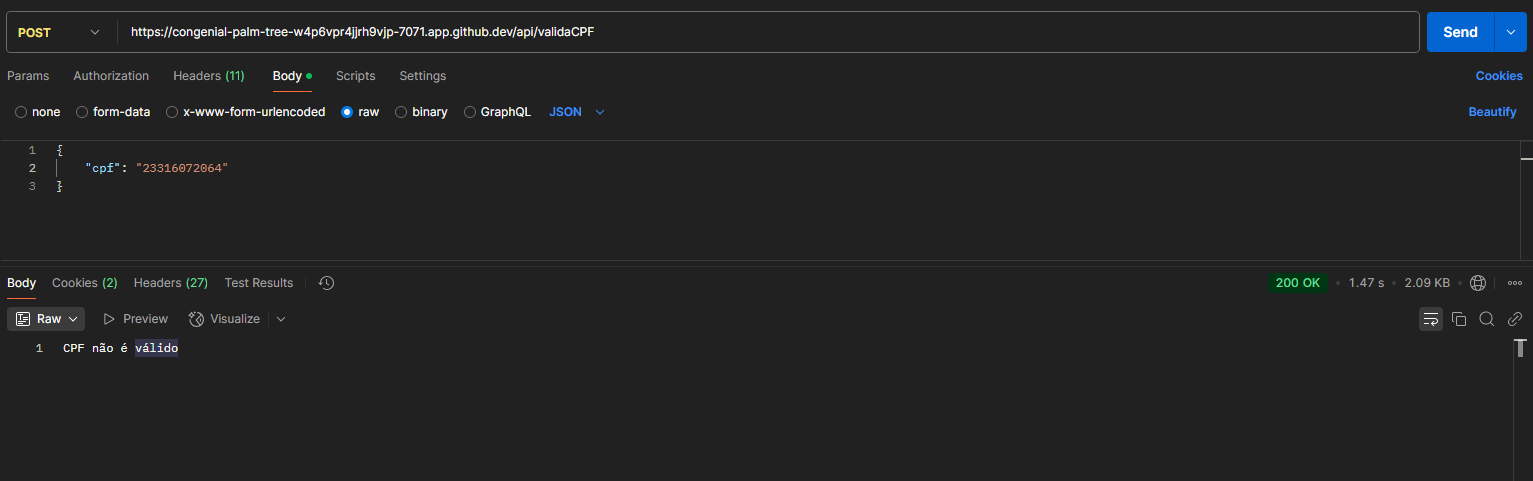 POST https://congenial-palm-tree-w4p6vpr4jjrh9vjp-7071.app.github.dev/api/validaCPF Send
Params Authorization Headers (11) Body Scripts Settings Cookies
none form-data x-www-form-urlencoded raw binary GraphQL JSON Beautify
1 {
2 "cpf": "23316072064"
3 }
Body Cookies (2) Headers (27) Test Results 200 OK • 1.47 s • 2.09 KB •
Raw Preview Visualize
1 CPF não é válido